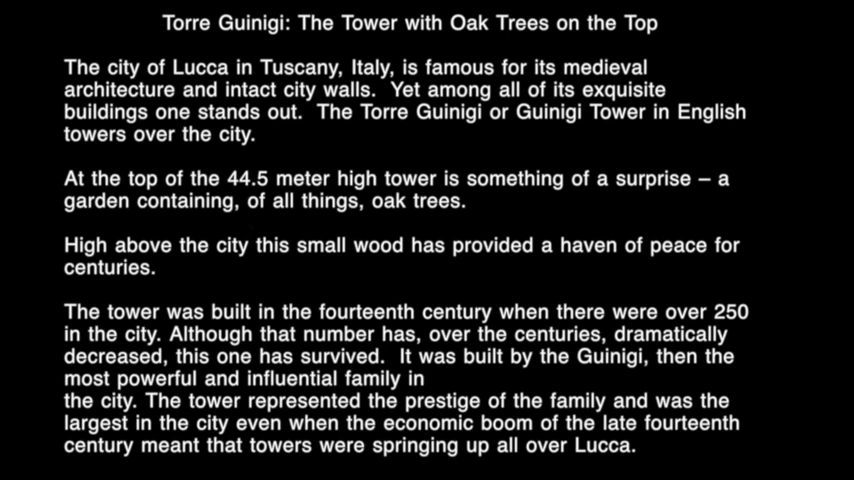 Torre Guinigi: The Tower with Oak Trees on the Top
The city of Lucca in Tuscany, Italy, is famous for its medieval
architecture and intact city walls.  Yet among all of its exquisite
buildings one stands out.  The Torre Guinigi or Guinigi Tower in English
towers over the city.
At the top of the 44.5 meter high tower is something of a surprise – a
garden containing, of all things, oak trees.
High above the city this small wood has provided a haven of peace for
centuries.
The tower was built in the fourteenth century when there were over 250
in the city. Although that number has, over the centuries, dramatically
decreased, this one has survived.  It was built by the Guinigi, then the
most powerful and influential family in
the city. The tower represented the prestige of the family and was the
largest in the city even when the economic boom of the late fourteenth
century meant that towers were springing up all over Lucca.